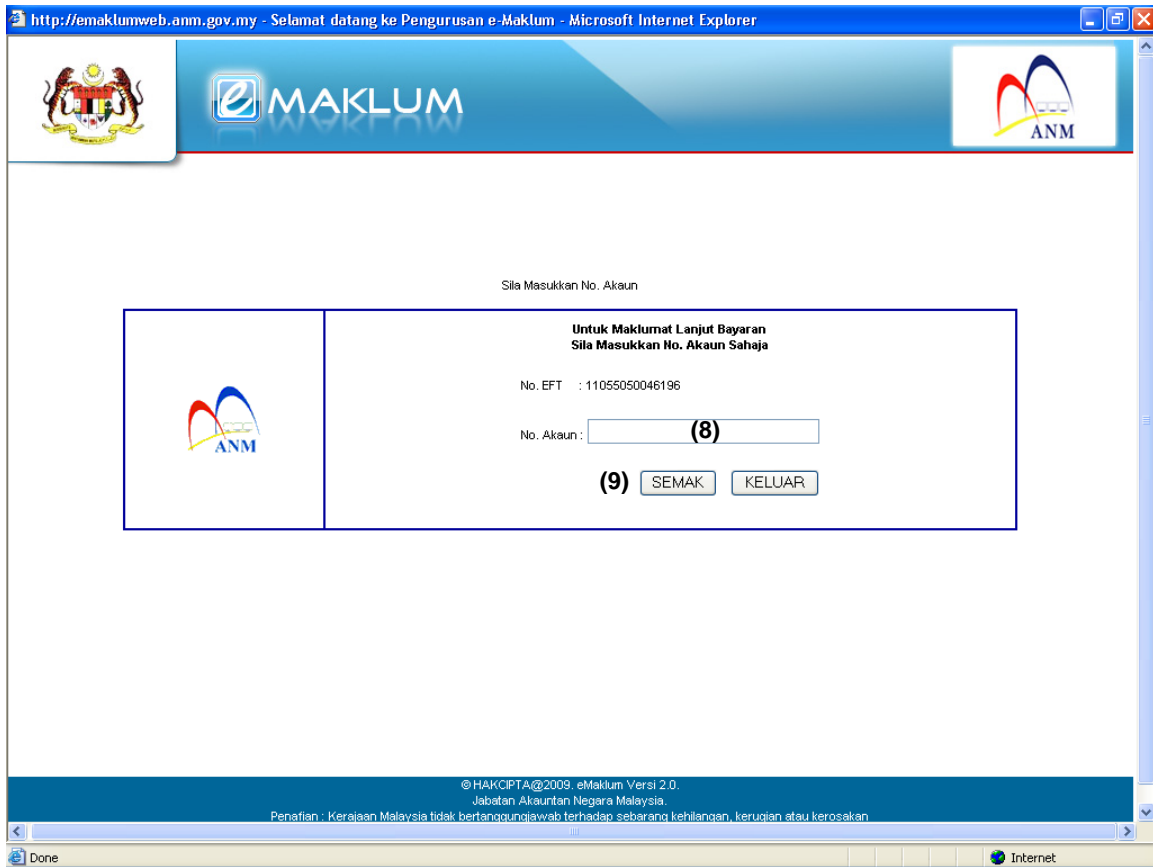 http://emaklumweb.anm.gov.my - Selamat datang ke Pengurusan e-Maklum - Microsoft Internet Explorer
e MAKLUM
ANM
Sila Masukkan No. Akaun
Untuk Maklumat Lanjut Bayaran
Sila Masukkan No. Akaun Sahaja
No. EFT : 11055050046196
No. Akaun : (8)
ANM
(9) SEMAK KELUAR
© HAKCIPTA@2009. eMaklum Versi 2.0.
Jabatan Akauntan Negara Malaysia.
Penafian : Kerajaan Malaysia tidak bertanggungjawab terhadap sebarang kehilangan, kerugian atau kerosakan
Done Internet